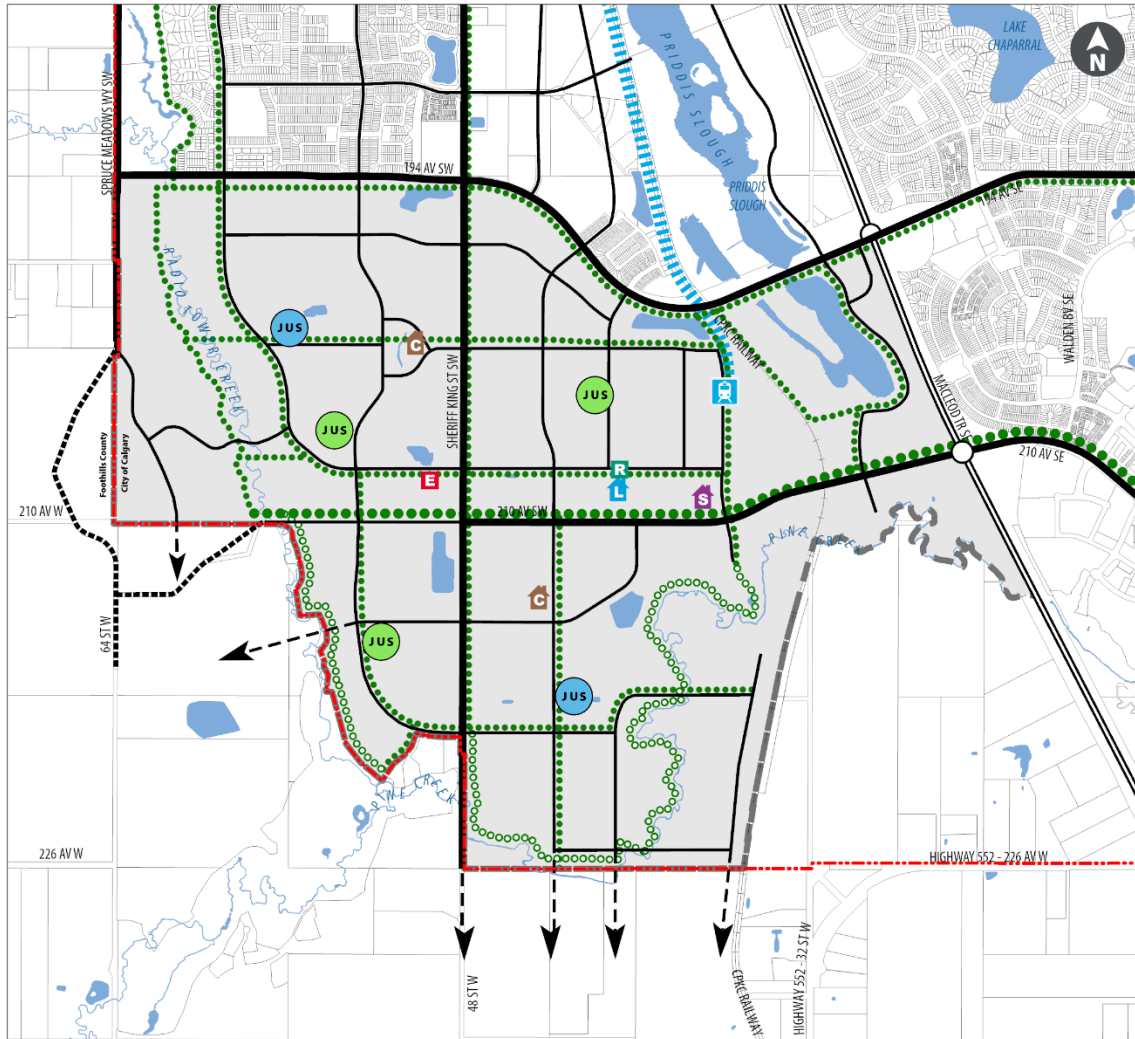 LAKE
CHAPARRAL
N
PRIDDIS SLOUGH
SPRUCE MEADOWS WY SW
194 AV SW
PRIDDIS
SLOUGH
194 AV SE
RADIO TOWER CREEK
JUS
C
SHERIFF KING ST SW
CPKC RAILWAY
WALDEN BV SE
MACLEOD TR S
JUS
JUS
Foothills County
City of Calgary
E
R
L
S
210 AV SE
210 AV W
210 AV SW
PINE CREEK
C
64 ST W
JUS
JUS
PINE CREEK
226 AV W
HIGHWAY 552 - 226 AV W
48 ST W
CPKC RAILWAY
HIGHWAY 552 - 32 ST W